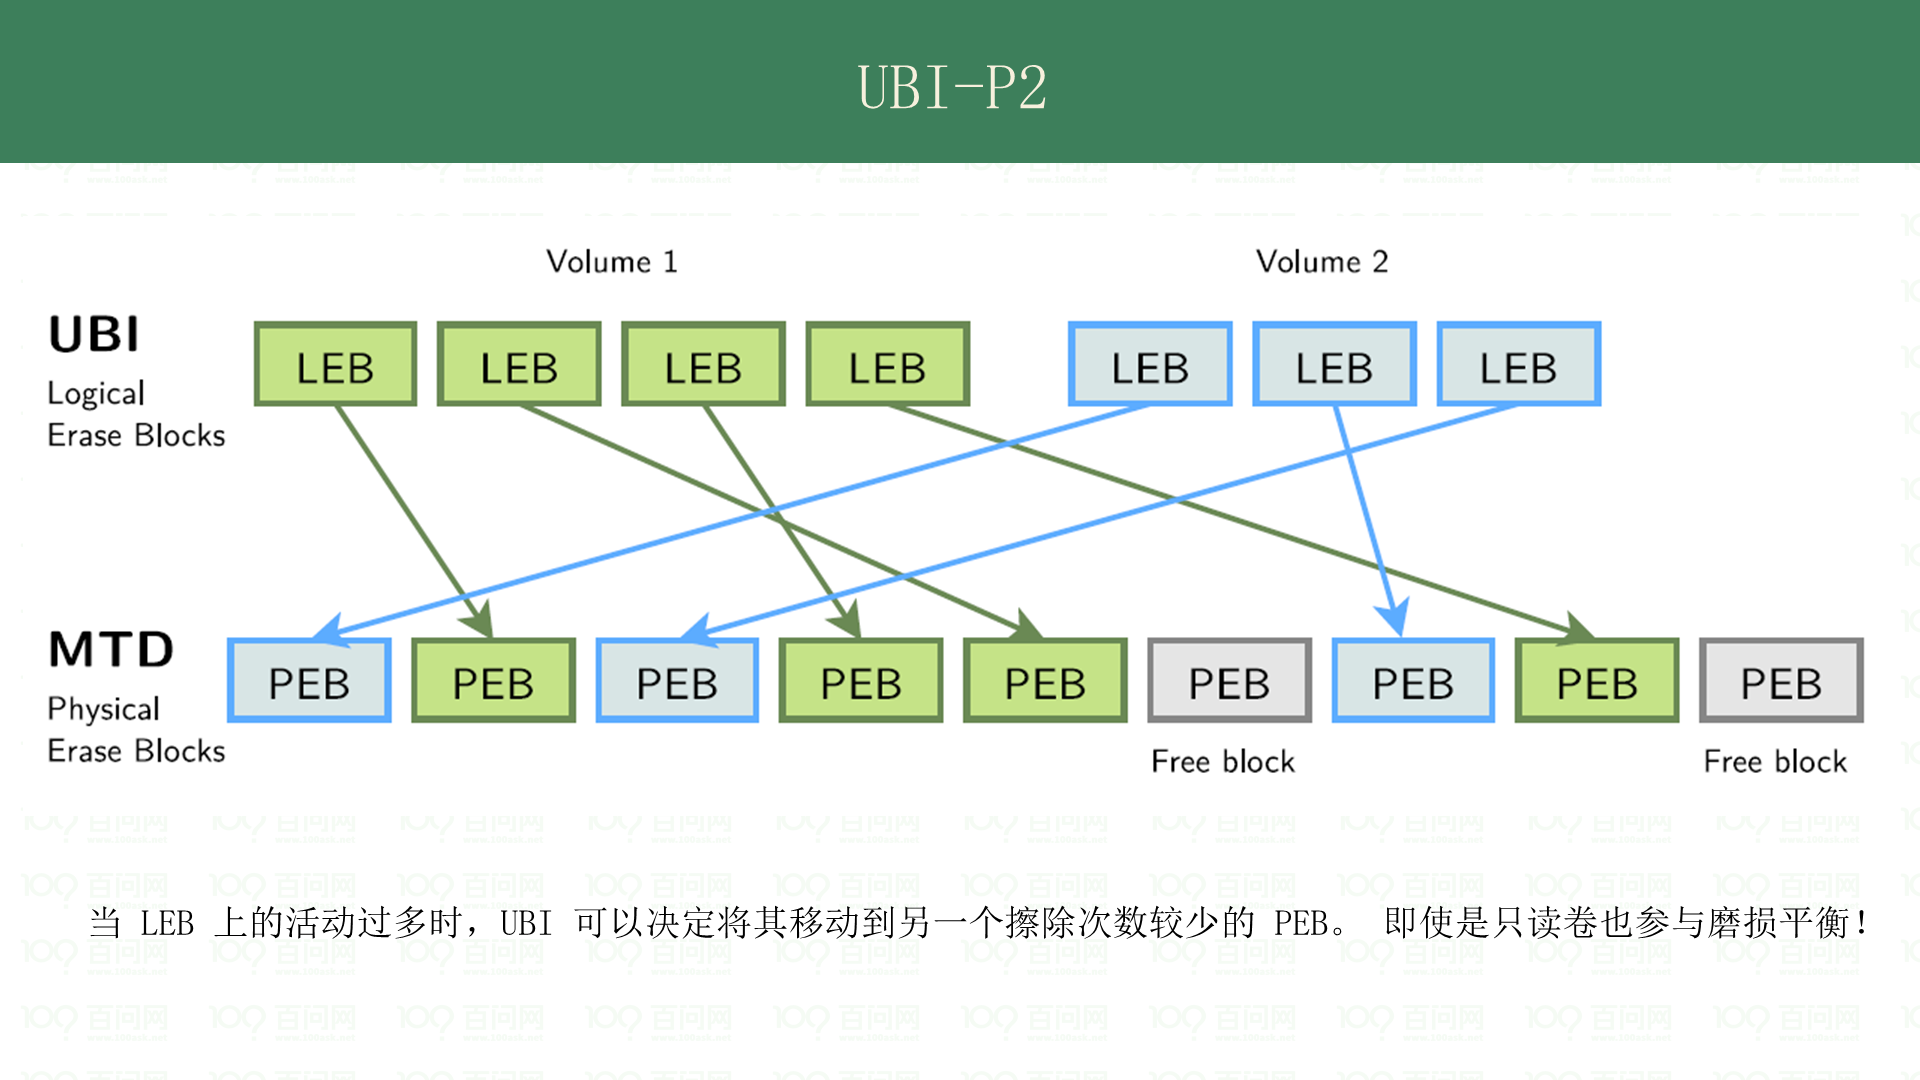 UBI-P2
Volume 1
Volume 2
UBI
Logical
Erase Blocks
LEB LEB LEB LEB LEB LEB LEB
MTD
Physical
Erase Blocks
PEB PEB PEB PEB PEB PEB PEB PEB PEB
Free block
Free block
当 LEB 上的活动过多时，UBI 可以决定将其移动到另一个擦除次数较少的 PEB。 即使是只读卷也参与磨损平衡！